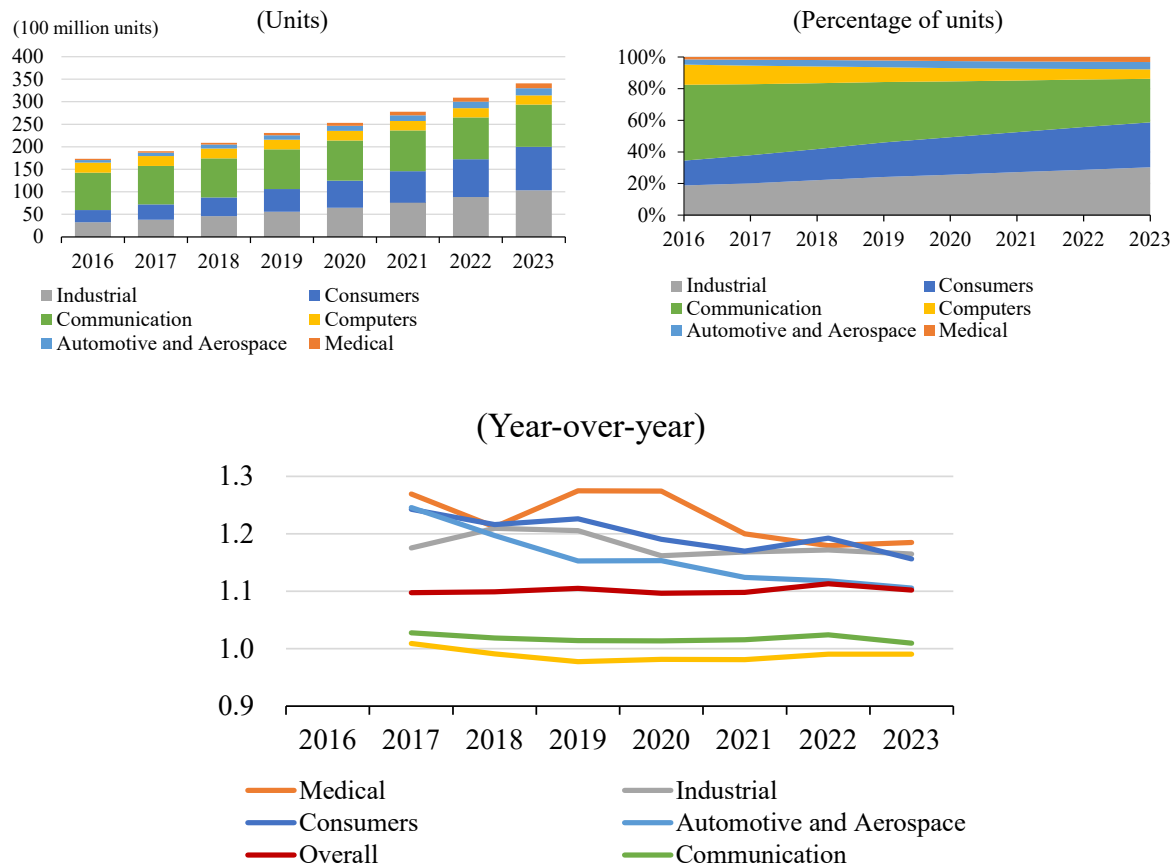 (Units)
(100 million units)
400
350
300
250
200
150
100
50
0
2016 2017 2018 2019 2020 2021 2022 2023
Industrial Consumers
Communication Computers
Automotive and Aerospace Medical
(Percentage of units)
100%
80%
60%
40%
20%
0%
2016 2017 2018 2019 2020 2021 2022 2023
Industrial Consumers
Communication Computers
Automotive and Aerospace Medical
(Year-over-year)
1.3
1.2
1.1
1.0
0.9
2016 2017 2018 2019 2020 2021 2022 2023
Medical Industrial
Consumers Automotive and Aerospace
Overall Communication